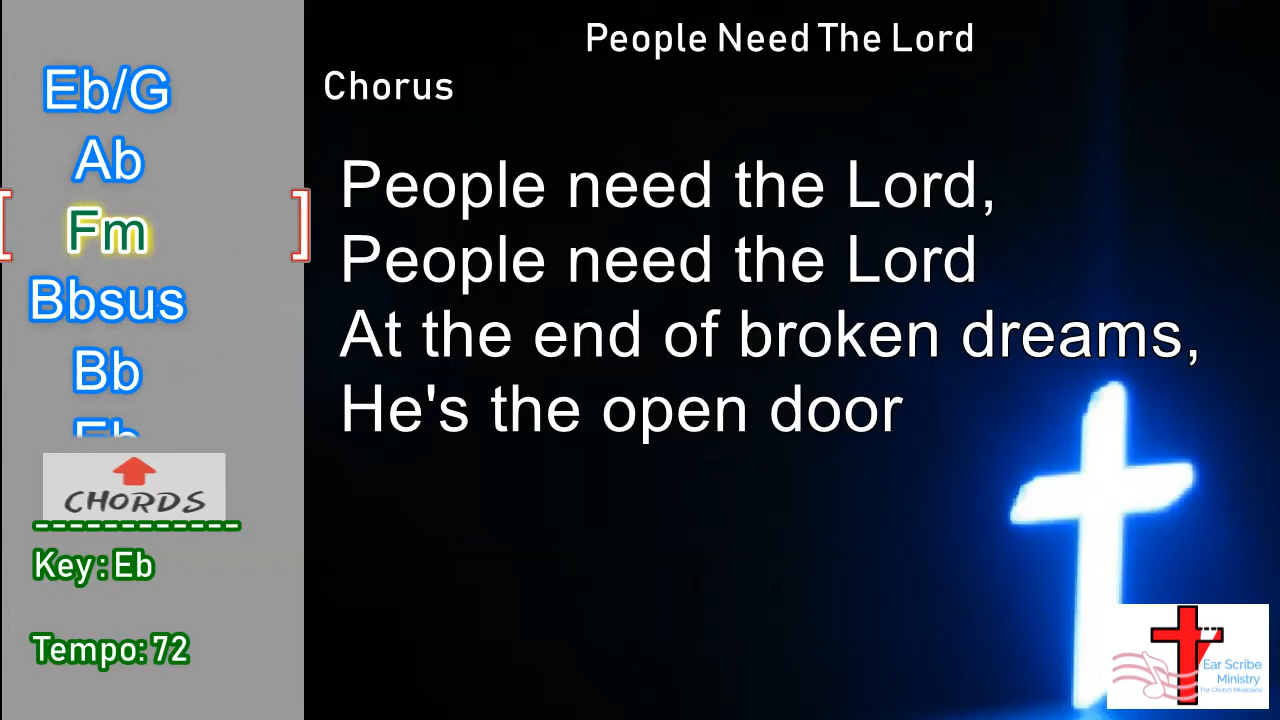 People Need The Lord
Chorus
People need the Lord,
People need the Lord
At the end of broken dreams,
He's the open door
Eb/G
Ab
[ Fm ]
Bbsus
Bb
Eb
CHORDS
------------
Key: Eb
Tempo: 72
Ear Scribe
Ministry
For Church Musicians